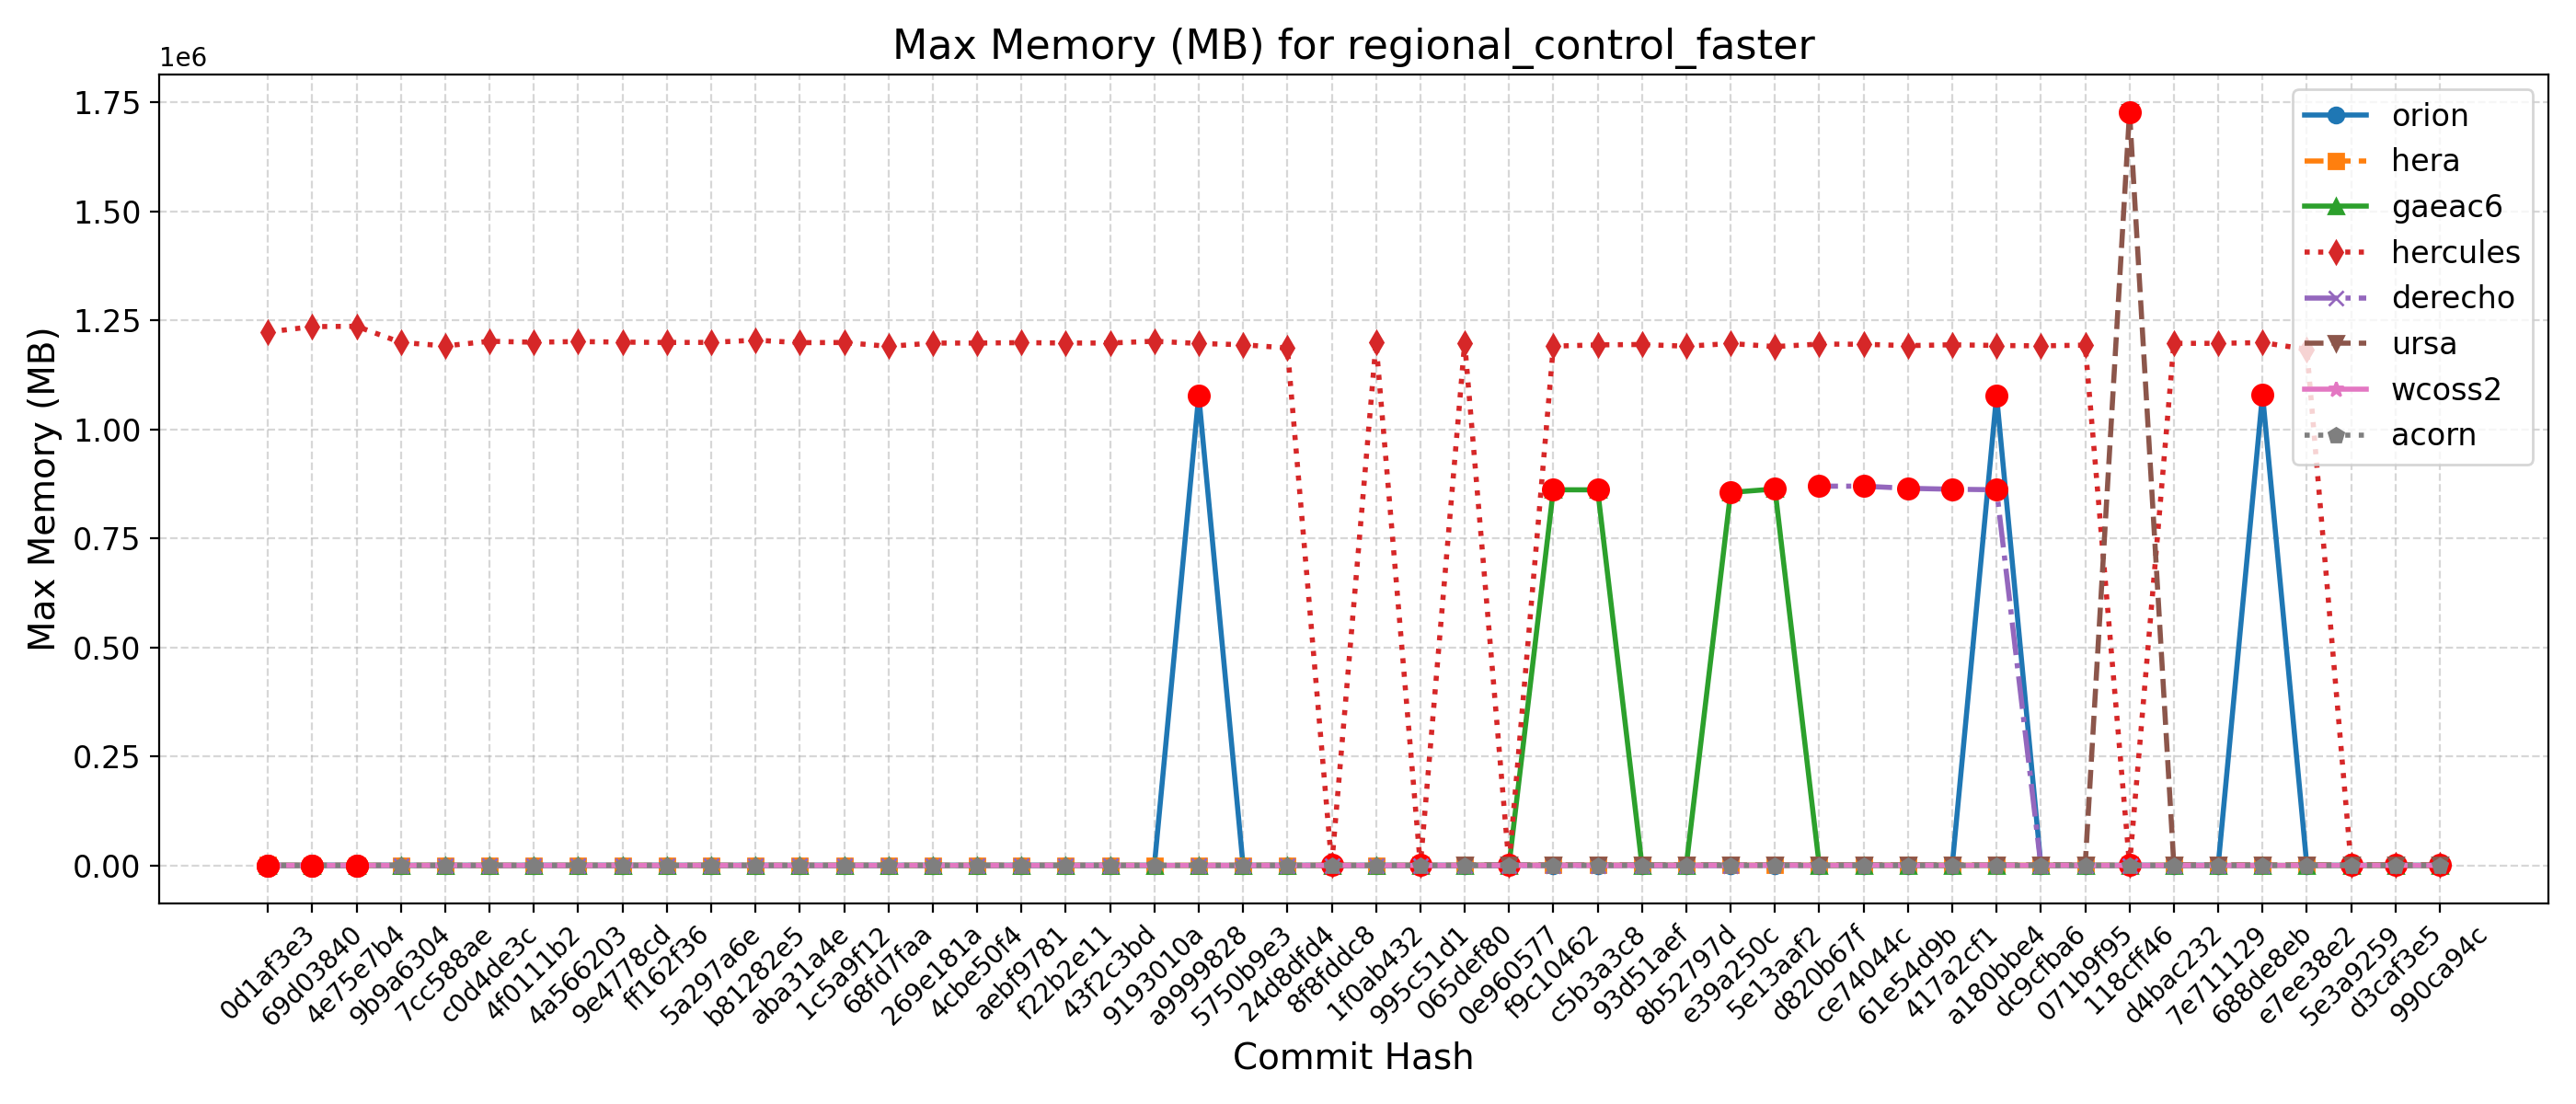 Max Memory (MB) for regional_control_faster
1e6
1.75
1.50
1.25
1.00
0.75
0.50
0.25
0.00
Max Memory (MB)
orion
hera
gaeac6
hercules
derecho
ursa
wcoss2
acorn
0d1af3e3
69d03840
4e75e7b4
9b9a6304
7cc588ae
c0d4de3c
4f0111b2
4a566203
9e4778cd
ff162f36
5a297a6e
b81282e5
aba31a4e
1c5a9f12
68fd7faa
269e181a
4cbe50f4
aebf9781
f22b2e11
43f2c3bd
9193010a
a9999828
5750b9e3
24d8dfd4
8f8fddc8
1f0ab432
995c51d1
065def80
0e960577
f9c10462
c5b3a3c8
93d51aef
8b52797d
e39a250c
5e13aaf2
d820b67f
ce74044c
61e54d9b
417a2cf1
a180bbe4
dc9cfba6
071b9f95
118cff46
d4bac232
7e711129
688de8eb
e7ee38e2
5e3a9259
d3caf3e5
990ca94c
Commit Hash